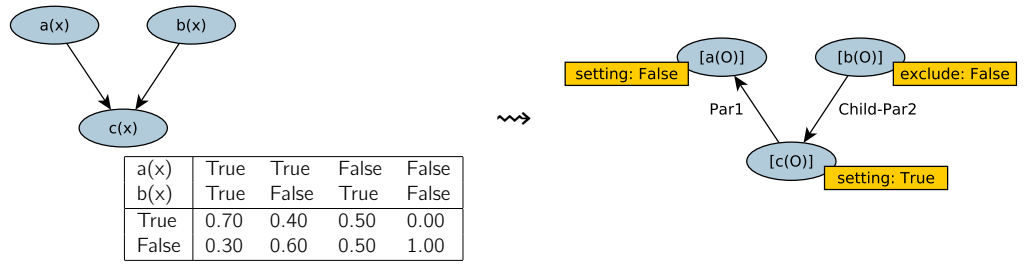 a(x) b(x)
c(x)
a(x) True True False False
b(x) True False True False
True 0.70 0.40 0.50 0.00
False 0.30 0.60 0.50 1.00
⇝
[a(O)] [b(O)]
setting: False exclude: False
Par1 Child-Par2
[c(O)]
setting: True